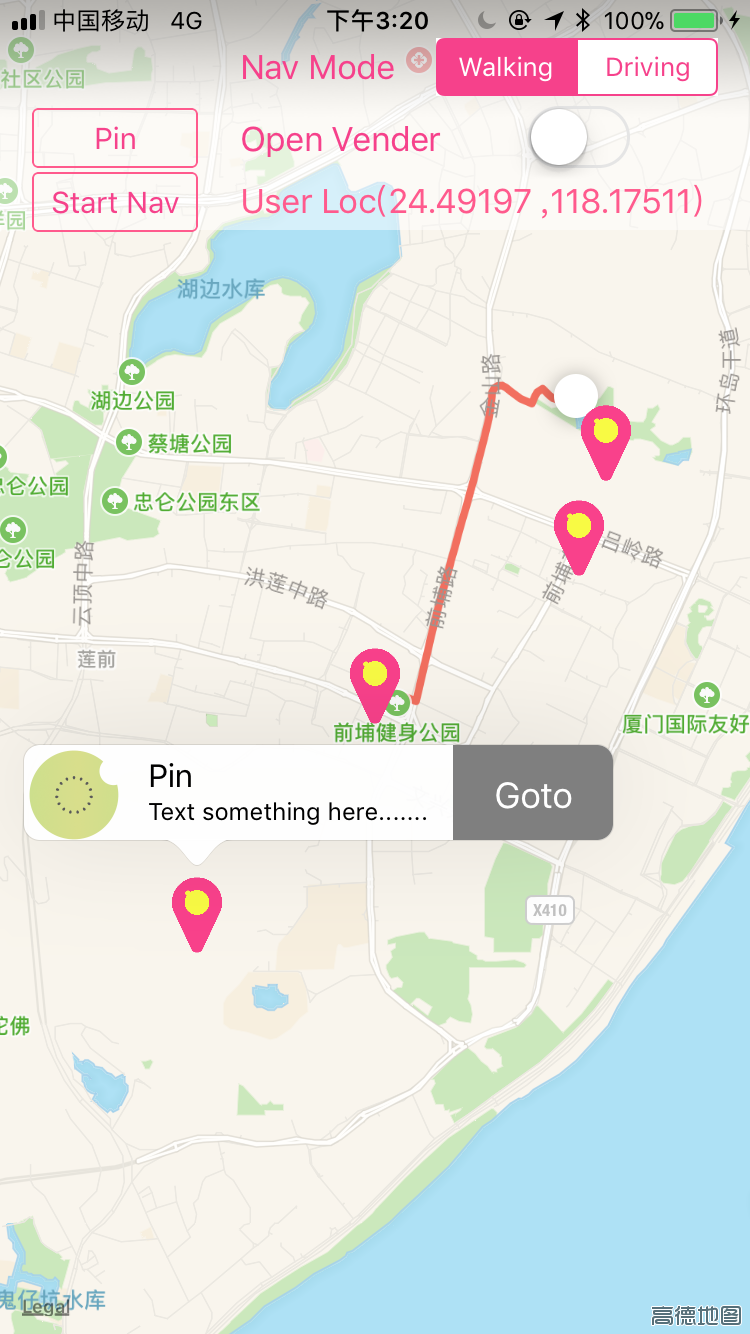 中国移动 4G 下午3:20 100%
社区公园
Nav Mode Walking Driving
Pin
Open Vender
Start Nav
User Loc(24.49197 ,118.17511)
湖边水库
环岛干道
金山路
湖边公园
蔡塘公园
忠仑公园
忠仑公园东区
吕岭路
仑公园
云顶中路
洪莲中路
前埔路
前埔
莲前
前埔健身公园
厦门国际友好
Pin
Text something here.......
Goto
X410
陀佛
鬼仔坑水库
Legal
高德地图